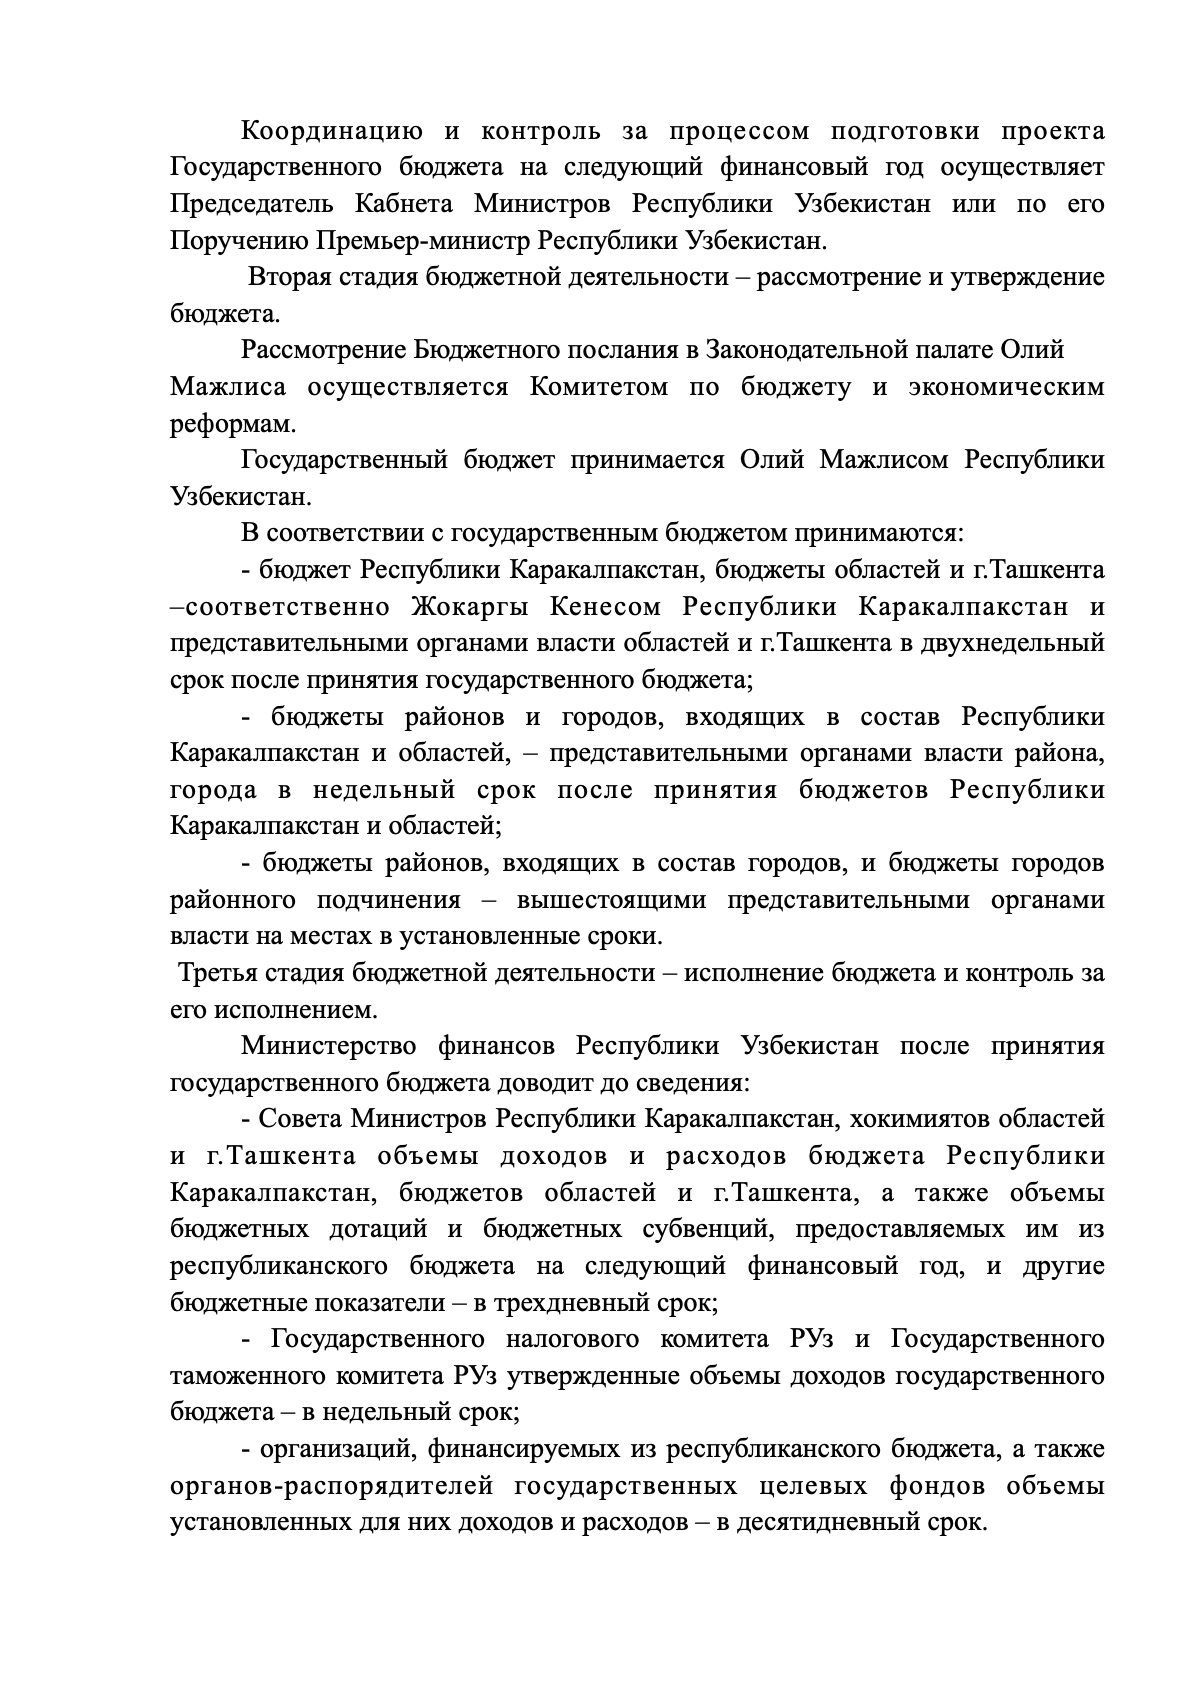 Координацию и контроль за процессом подготовки проекта
Государственного бюджета на следующий финансовый год осуществляет
Председатель Кабнета Министров Республики Узбекистан или по его
Поручению Премьер-министр Республики Узбекистан.
Вторая стадия бюджетной деятельности – рассмотрение и утверждение
бюджета.
Рассмотрение Бюджетного послания в Законодательной палате Олий
Мажлиса осуществляется Комитетом по бюджету и экономическим
реформам.
Государственный бюджет принимается Олий Мажлисом Республики
Узбекистан.
В соответствии с государственным бюджетом принимаются:
- бюджет Республики Каракалпакстан, бюджеты областей и г.Ташкента
–соответственно Жокаргы Кенесом Республики Каракалпакстан и
представительными органами власти областей и г.Ташкента в двухнедельный
срок после принятия государственного бюджета;
- бюджеты районов и городов, входящих в состав Республики
Каракалпакстан и областей, – представительными органами власти района,
города в недельный срок после принятия бюджетов Республики
Каракалпакстан и областей;
- бюджеты районов, входящих в состав городов, и бюджеты городов
районного подчинения – вышестоящими представительными органами
власти на местах в установленные сроки.
Третья стадия бюджетной деятельности – исполнение бюджета и контроль за
его исполнением.
Министерство финансов Республики Узбекистан после принятия
государственного бюджета доводит до сведения:
- Совета Министров Республики Каракалпакстан, хокимиятов областей
и г.Ташкента объемы доходов и расходов бюджета Республики
Каракалпакстан, бюджетов областей и г.Ташкента, а также объемы
бюджетных дотаций и бюджетных субвенций, предоставляемых им из
республиканского бюджета на следующий финансовый год, и другие
бюджетные показатели – в трехдневный срок;
- Государственного налогового комитета РУз и Государственного
таможенного комитета РУз утвержденные объемы доходов государственного
бюджета – в недельный срок;
- организаций, финансируемых из республиканского бюджета, а также
органов-распорядителей государственных целевых фондов объемы
установленных для них доходов и расходов – в десятидневный срок.